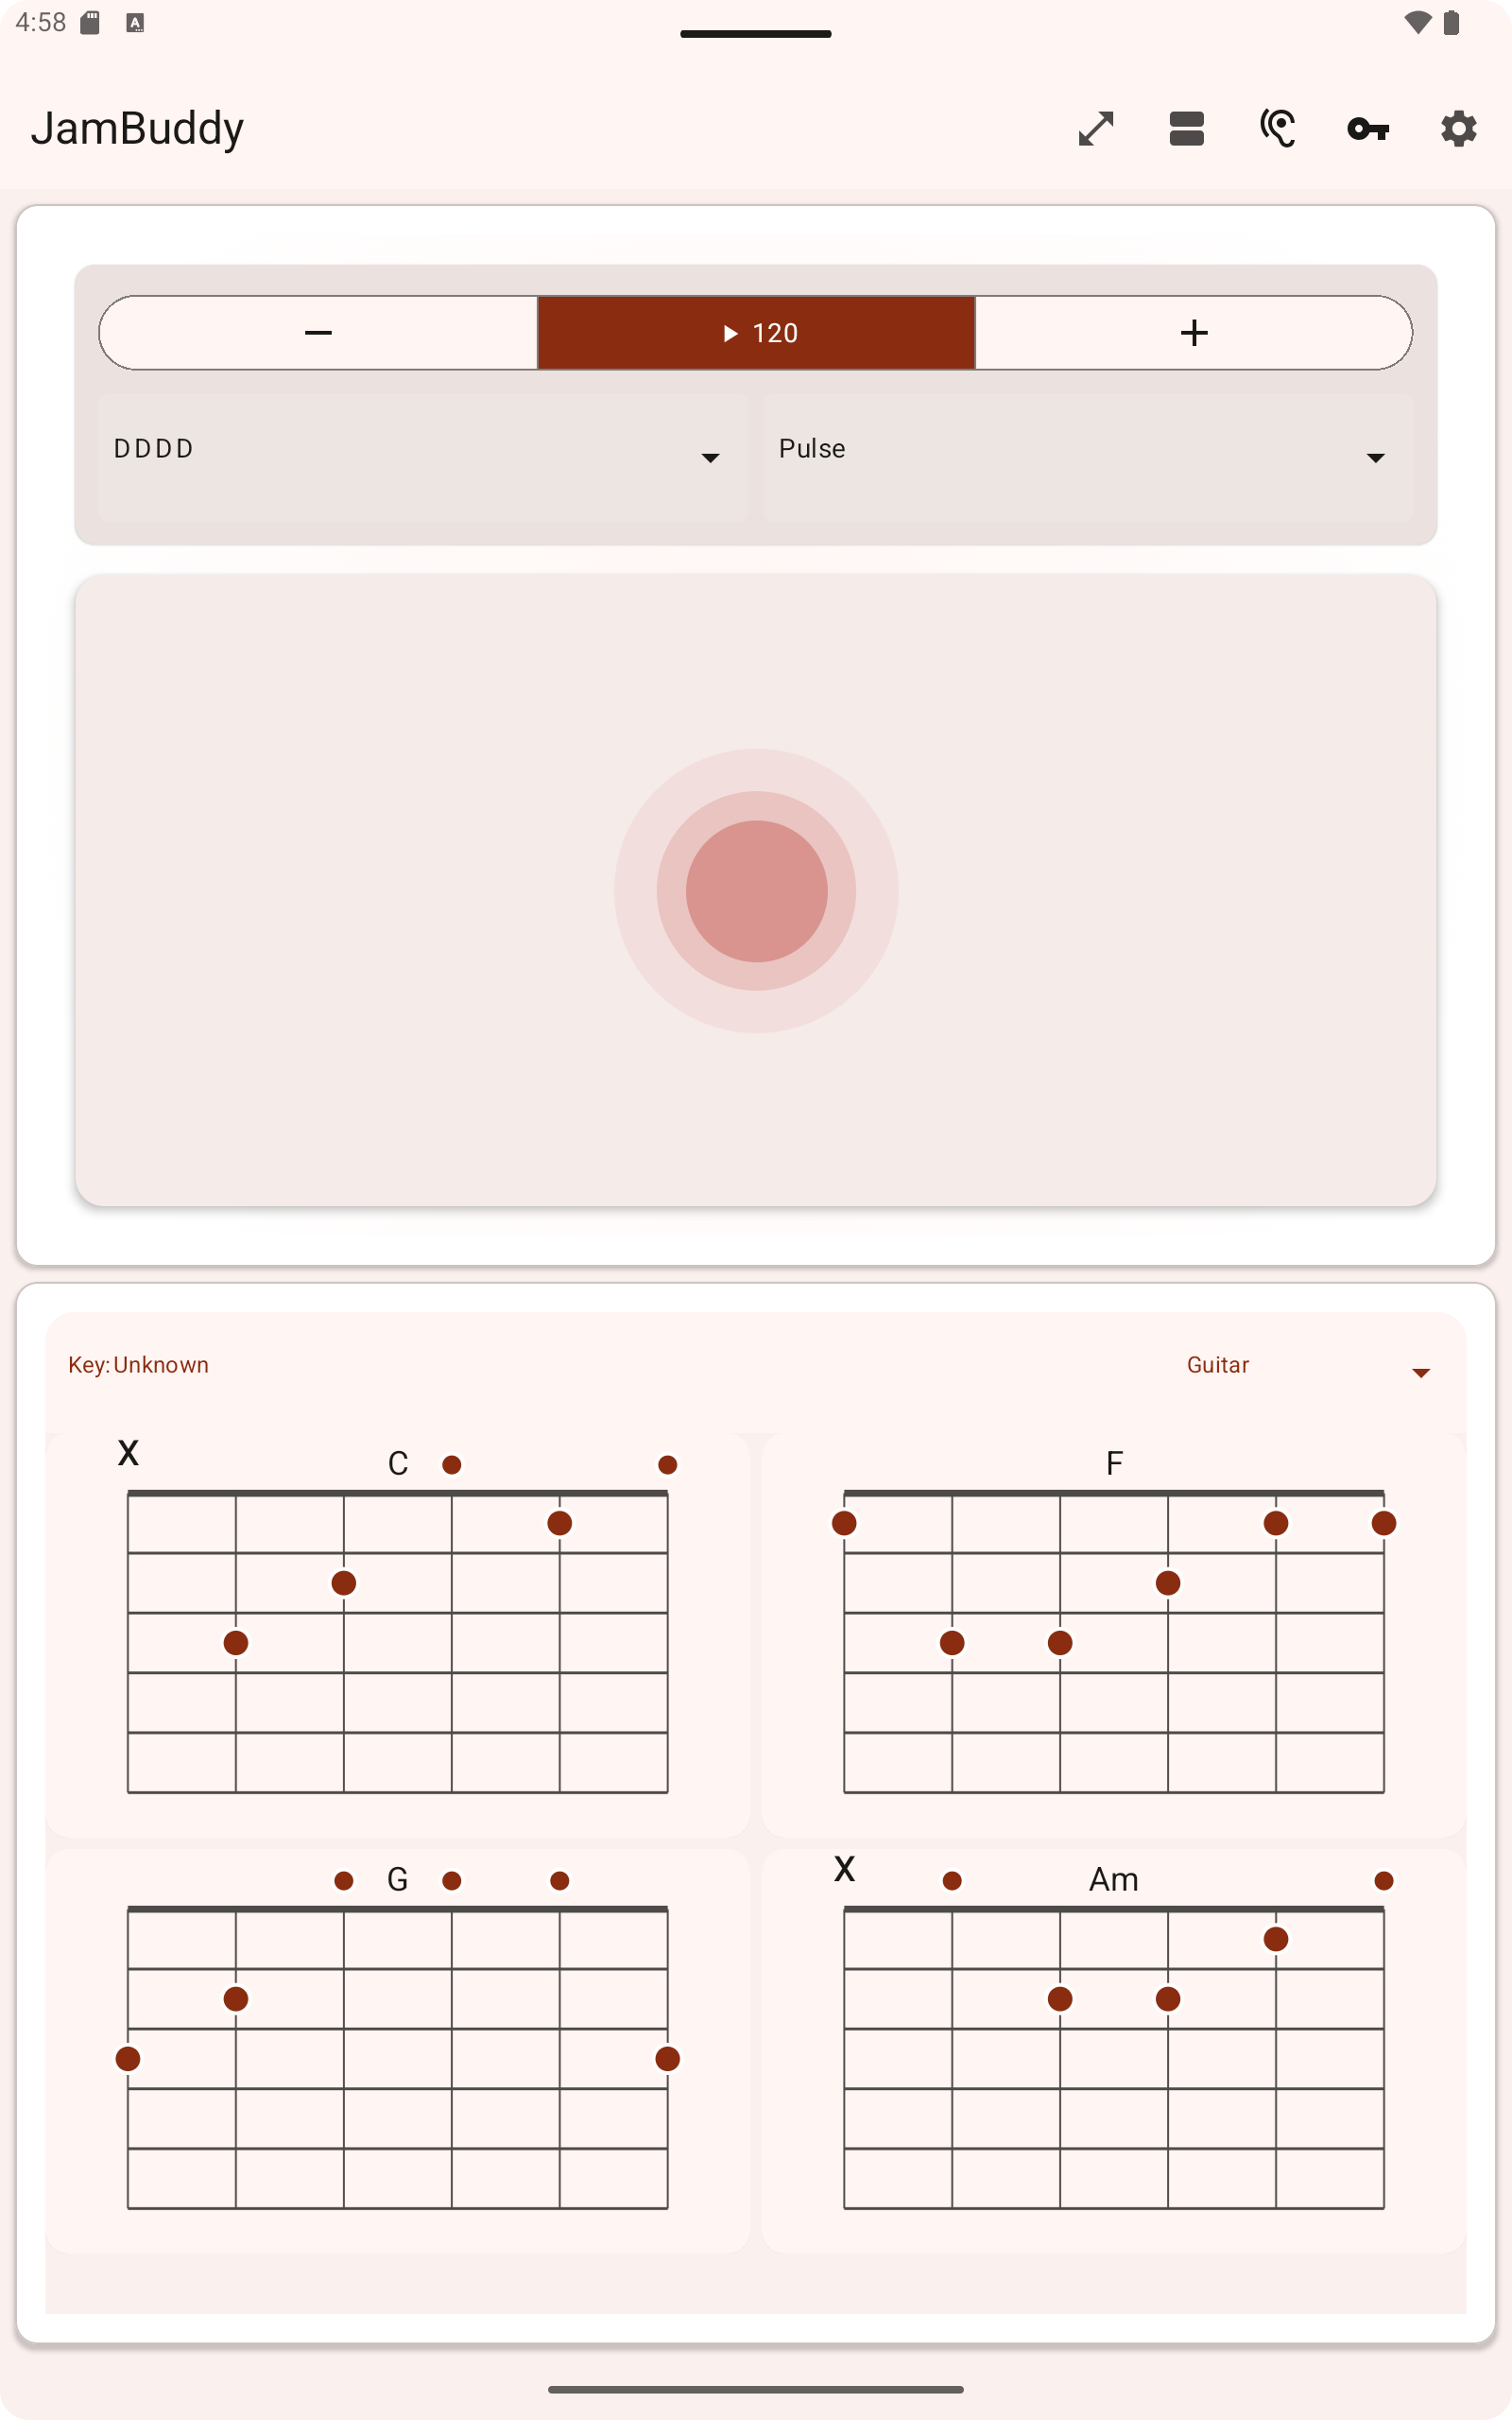 4:58
JamBuddy
120
DDDD
Pulse
Key: Unknown
Guitar
X
C
F
G
X
Am